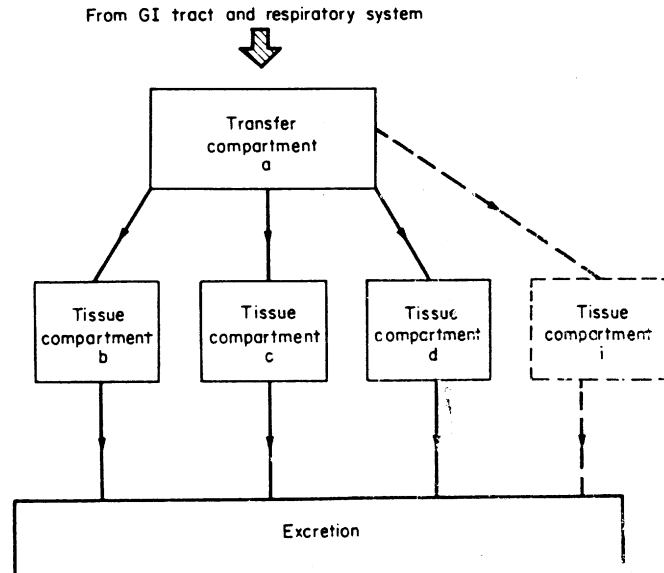 From GI tract and respiratory system
Transfer
compartment
a
Tissue
compartment
b
Tissue
compartment
c
Tissue
compartment
d
Tissue
compartment
i
Excretion